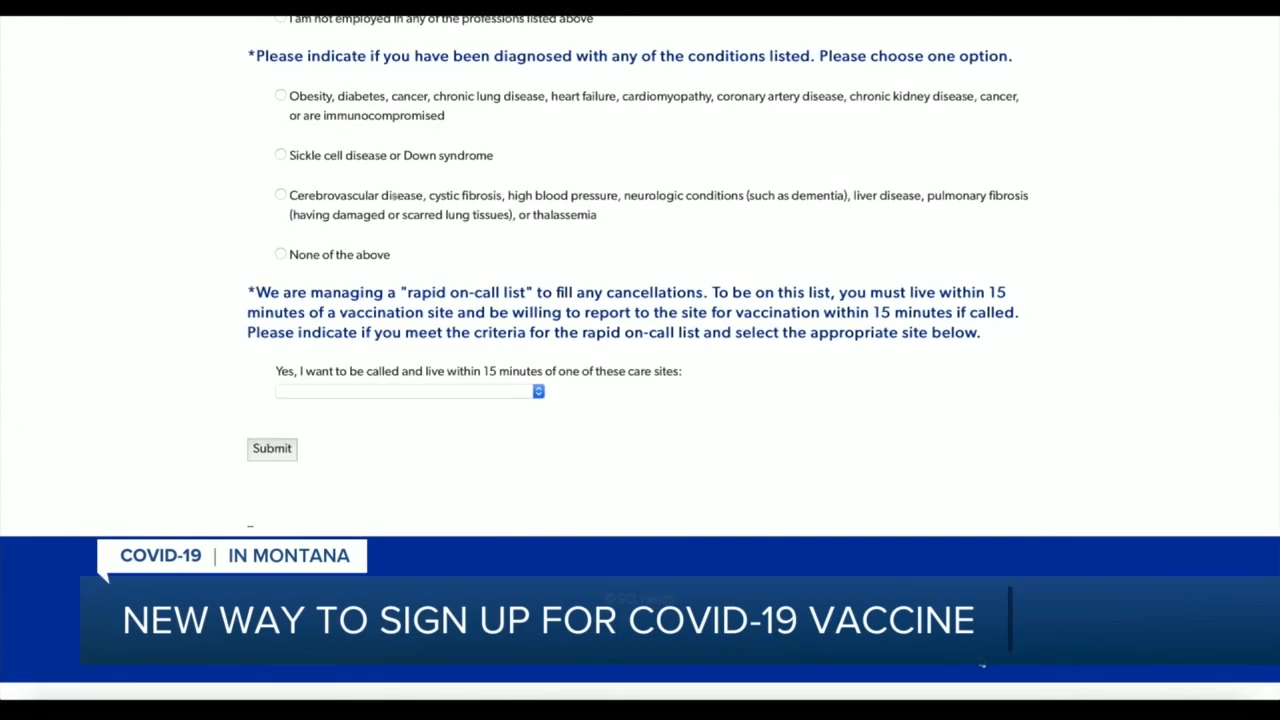 I am not employed in any of the professions listed above
*Please indicate if you have been diagnosed with any of the conditions listed. Please choose one option.
Obesity, diabetes, cancer, chronic lung disease, heart failure, cardiomyopathy, coronary artery disease, chronic kidney disease, cancer,
or are immunocompromised
Sickle cell disease or Down syndrome
Cerebrovascular disease, cystic fibrosis, high blood pressure, neurologic conditions (such as dementia), liver disease, pulmonary fibrosis
(having damaged or scarred lung tissues), or thalassemia
None of the above
*We are managing a "rapid on-call list" to fill any cancellations. To be on this list, you must live within 15
minutes of a vaccination site and be willing to report to the site for vaccination within 15 minutes if called.
Please indicate if you meet the criteria for the rapid on-call list and select the appropriate site below.
Yes, I want to be called and live within 15 minutes of one of these care sites:
Submit
COVID-19 | IN MONTANA
NEW WAY TO SIGN UP FOR COVID-19 VACCINE